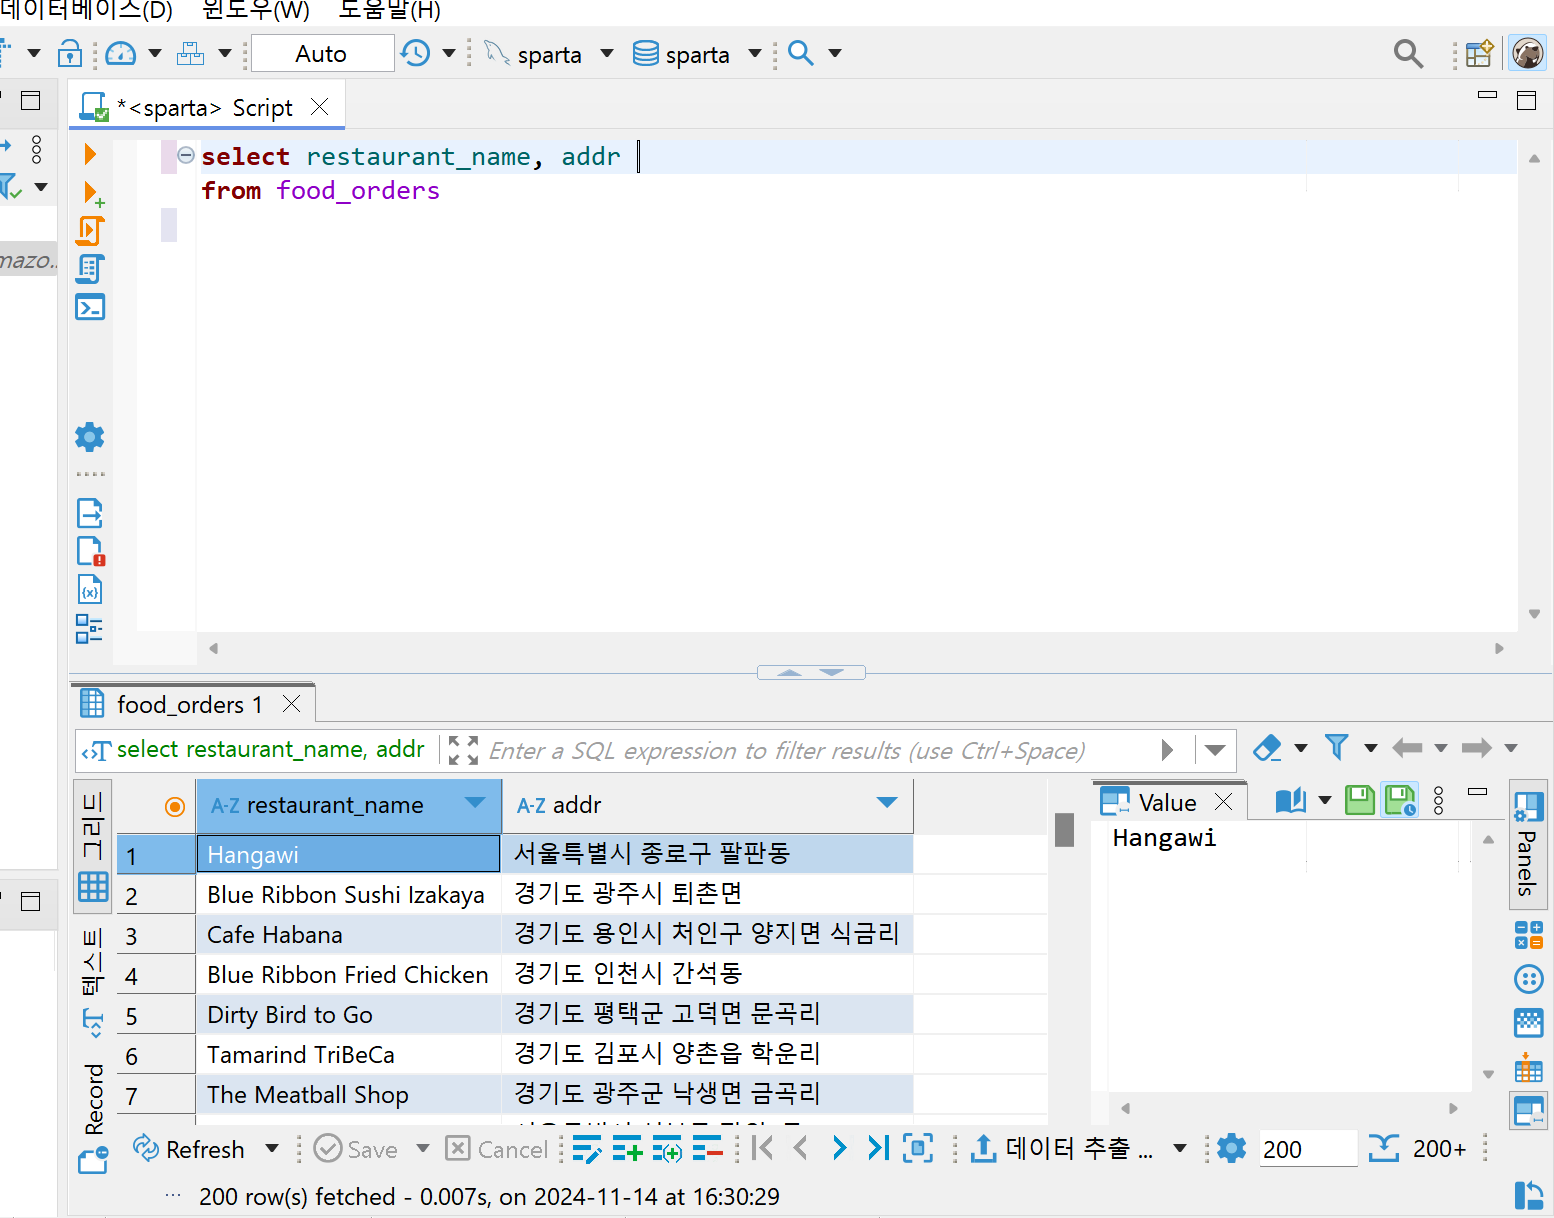 데이터베이스(D) 윈도우(W) 도움말(H)
Auto sparta sparta
*<sparta> Script
select restaurant_name, addr
from food_orders
mazo..
food_orders 1
select restaurant_name, addr Enter a SQL expression to filter results (use Ctrl+Space)
그리드
텍스트
Record
A-Z restaurant_name A-Z addr
1 Hangawi 서울특별시 종로구 팔판동
2 Blue Ribbon Sushi Izakaya 경기도 광주시 퇴촌면
3 Cafe Habana 경기도 용인시 처인구 양지면 식금리
4 Blue Ribbon Fried Chicken 경기도 인천시 간석동
5 Dirty Bird to Go 경기도 평택군 고덕면 문곡리
6 Tamarind TriBeCa 경기도 김포시 양촌읍 학운리
7 The Meatball Shop 경기도 광주군 낙생면 금곡리
Value
Hangawi
Panels
Refresh Save Cancel 데이터 추출 ... 200 200+
200 row(s) fetched - 0.007s, on 2024-11-14 at 16:30:29